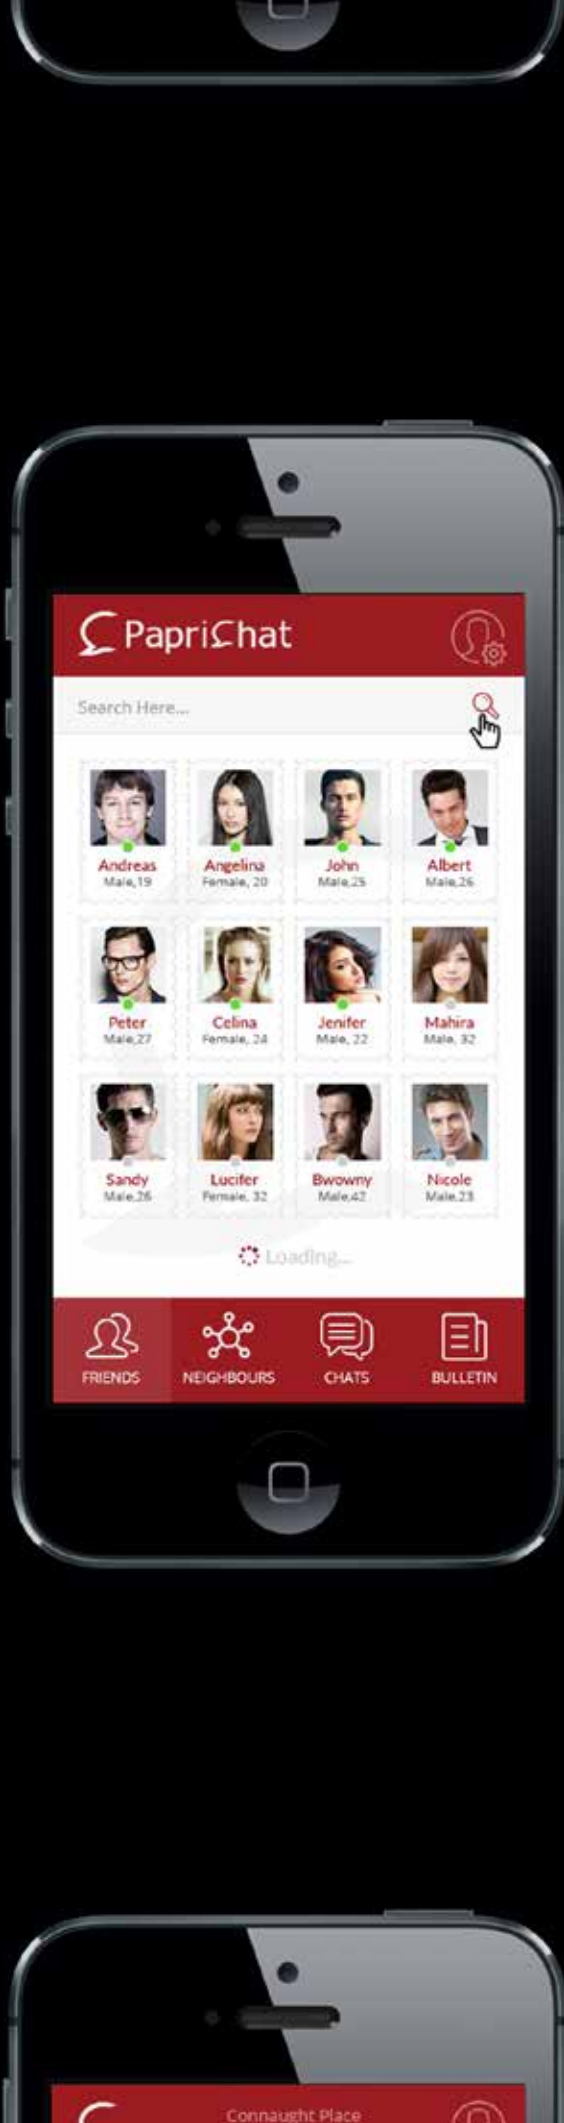 PapriChat
Search Here...
Andreas Angelina John Albert
Male,19 Female, 20 Male,25 Male,26
Peter Celina Jenifer Mahira
Male,27 Female, 24 Male, 22 Male, 32
Sandy Lucifer Bwowny Nicole
Male,26 Female, 32 Male,42 Male,23
Loading...
FRIENDS NEIGHBOURS CHATS BULLETIN
Connaught Place